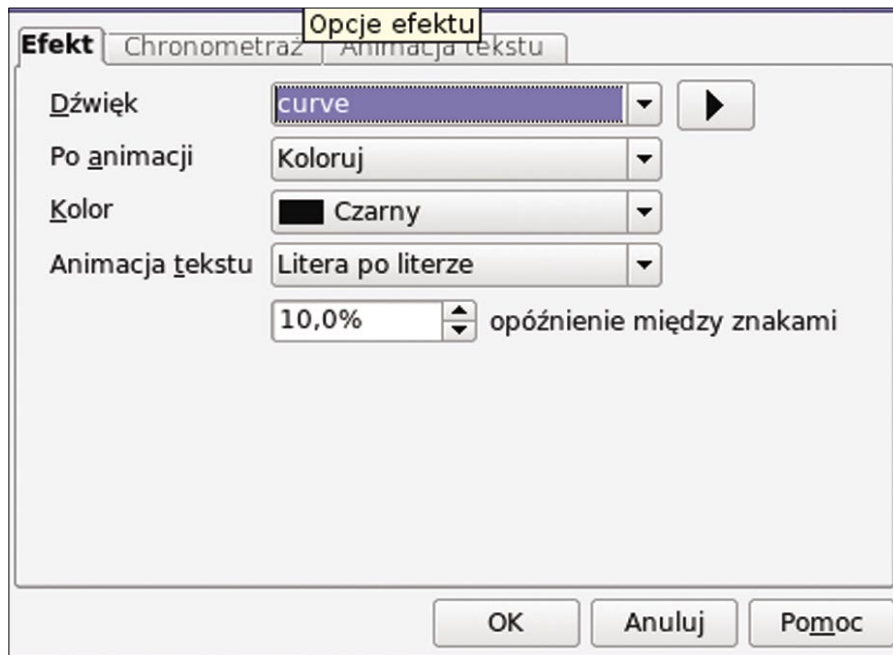 Opcje efektu
Efekt Chronometraż Animacja tekstu
Dźwięk curve
Po animacji Koloruj
Kolor Czarny
Animacja tekstu Litera po literze
10,0% opóźnienie między znakami
OK Anuluj Pomoc